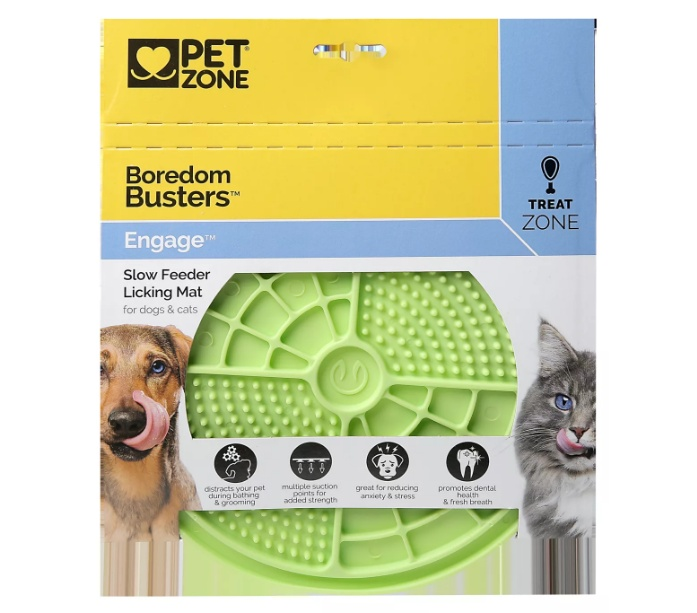 PET
ZONE®
Boredom
Busters™
TREAT
ZONE
Engage™
Slow Feeder
Licking Mat
for dogs & cats
distracts your pet
during bathing
& grooming
multiple suction
points for
added strength
great for reducing
anxiety & stress
promotes dental
health
& fresh breath